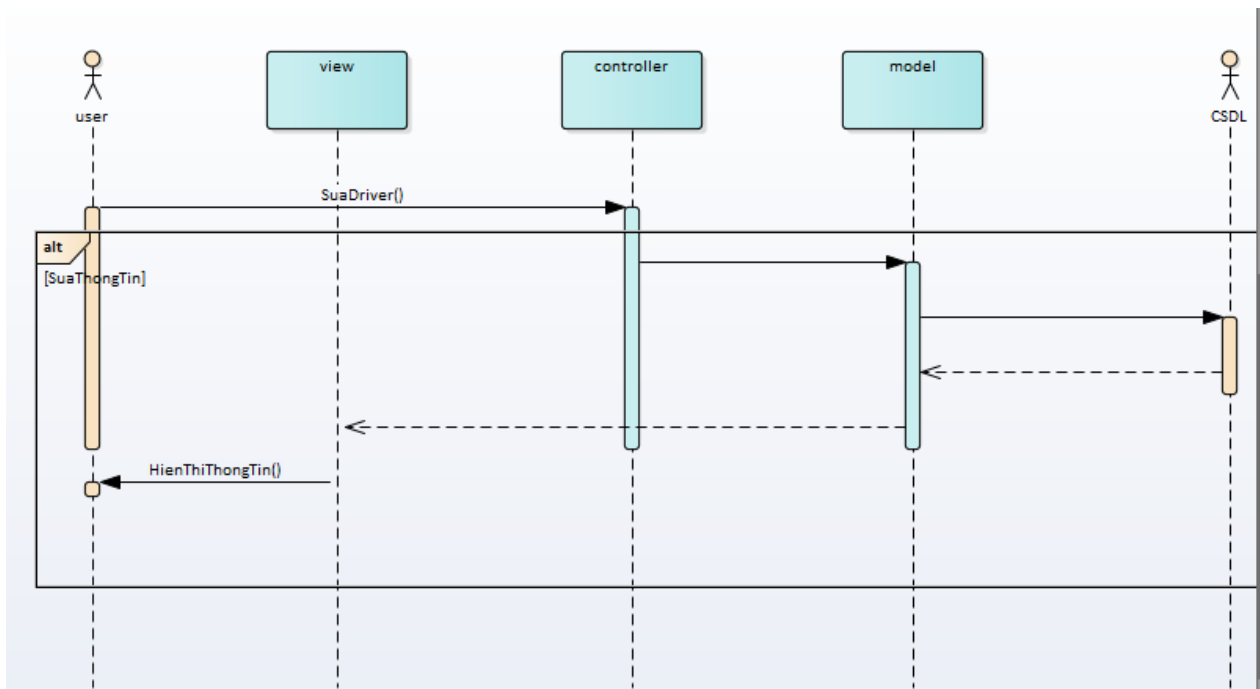 user
view
controller
model
CSDL
SuaDriver()
alt
[SuaThongTin]
HienThiThongTin()